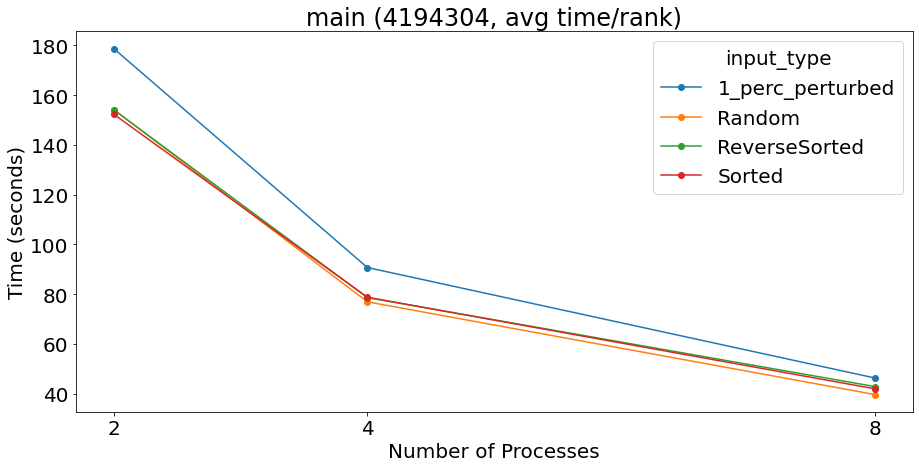 main (4194304, avg time/rank)
Time (seconds)
180
160
140
120
100
80
60
40
input_type
1_perc_perturbed
Random
ReverseSorted
Sorted
2 4 8
Number of Processes